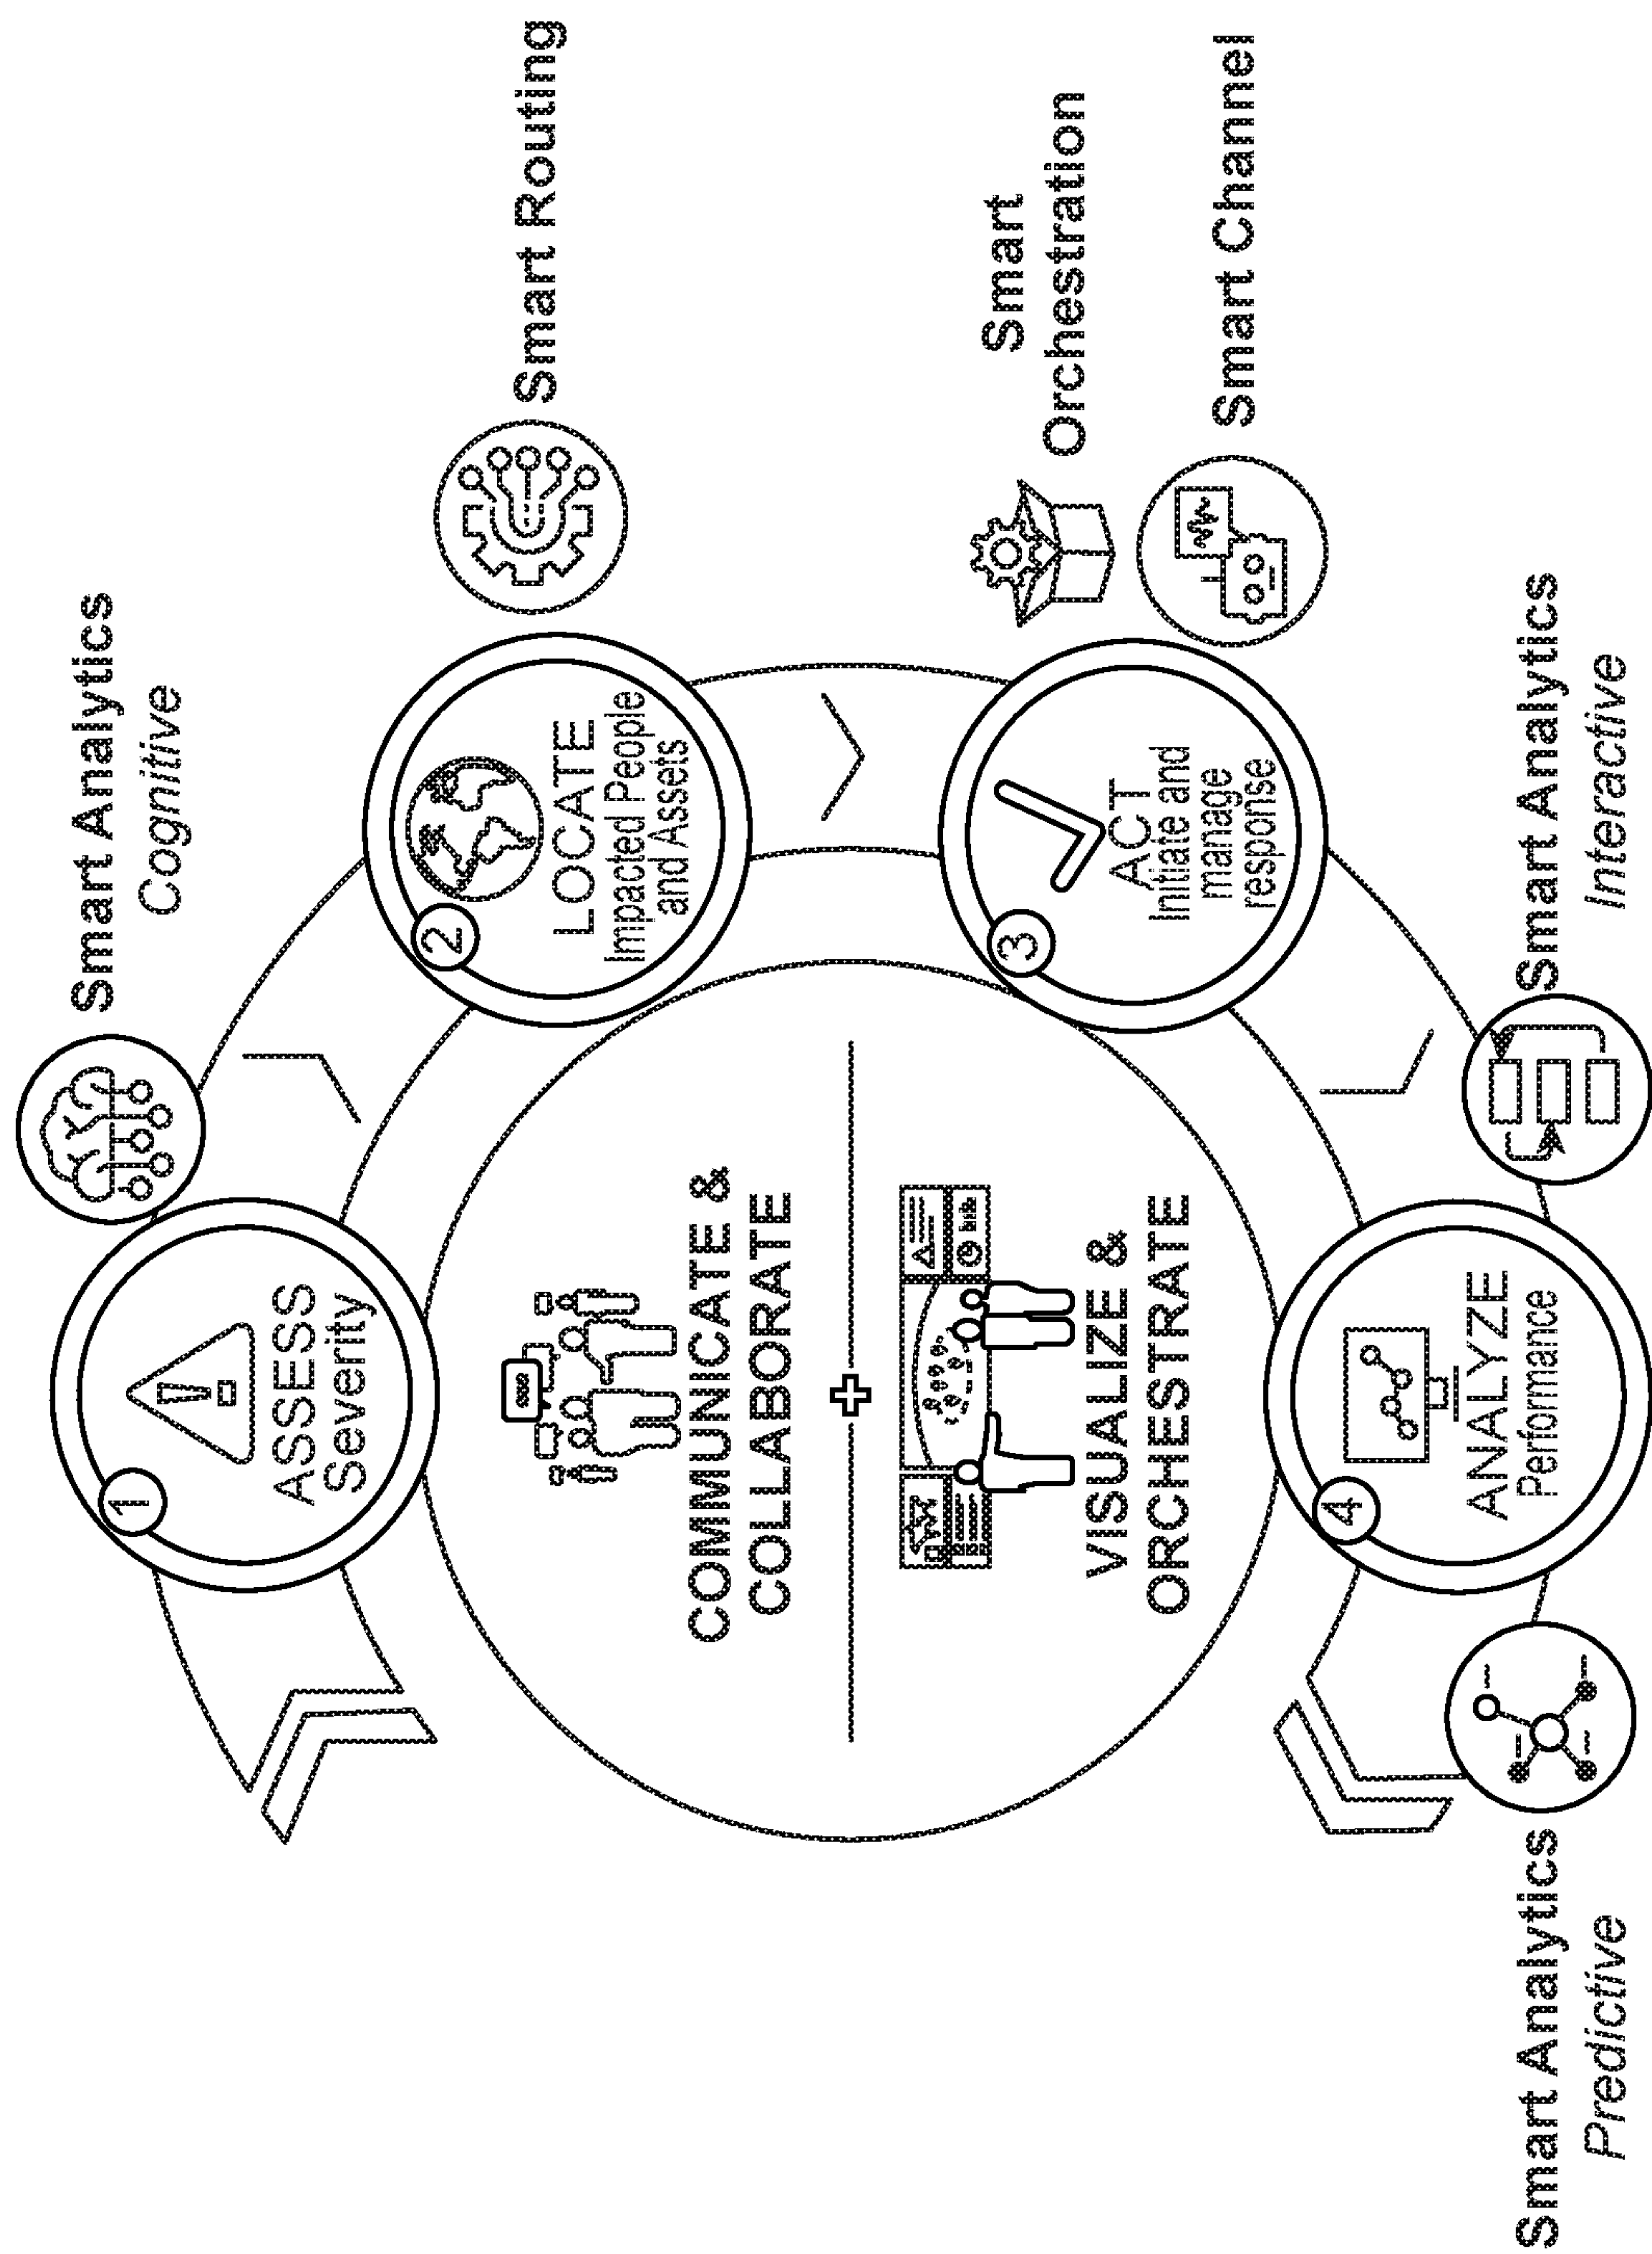 Smart Analytics
Cognitive
1
ASSESS
Severity
Smart Routing
2
LOCATE
Impacted People
and Assets
COMMUNICATE &
COLLABORATE
VISUALIZE &
ORCHESTRATE
Smart
Orchestration
Smart Channel
3
ACT
Initiate and
manage
response
Smart Analytics
Interactive
4
ANALYZE
Performance
Smart Analytics
Predictive